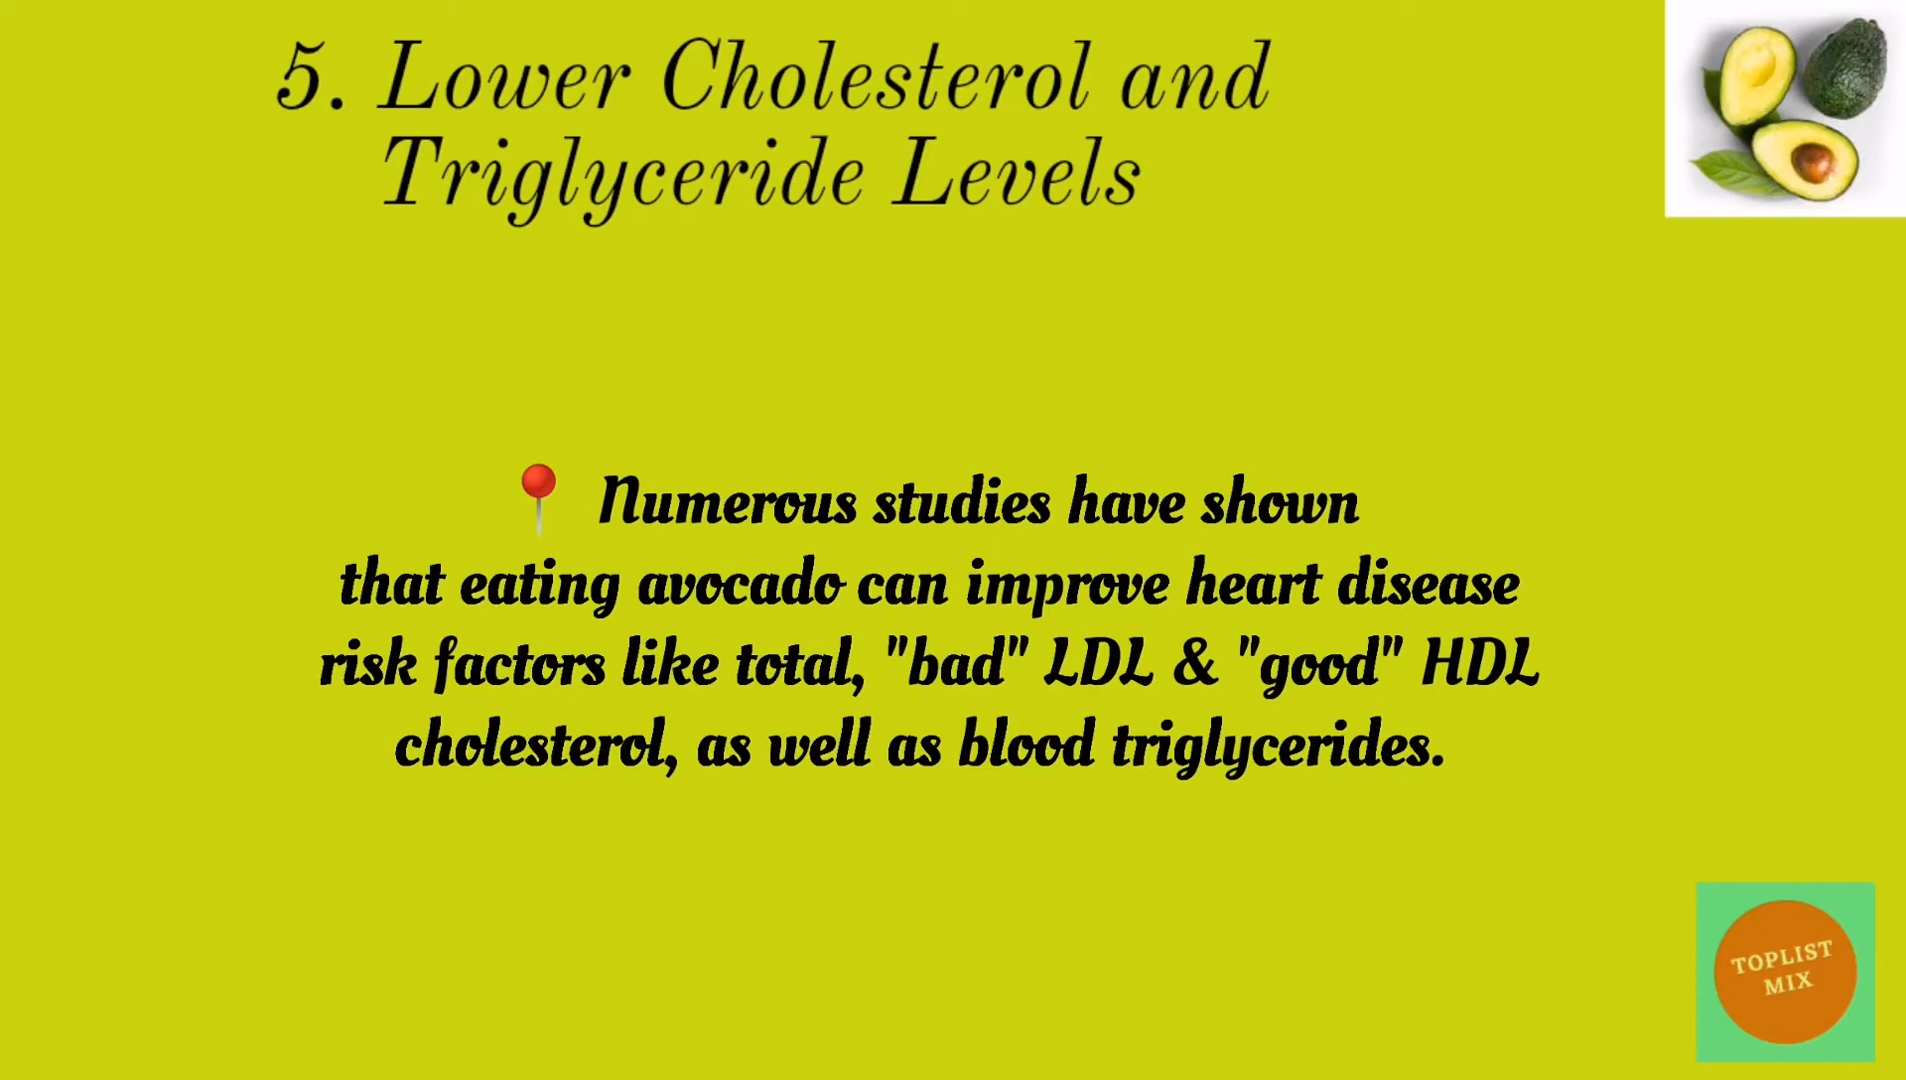 5. Lower Cholesterol and
Triglyceride Levels
📍 Numerous studies have shown
that eating avocado can improve heart disease
risk factors like total, "bad" LDL & "good" HDL
cholesterol, as well as blood triglycerides.
TOPLIST
MIX